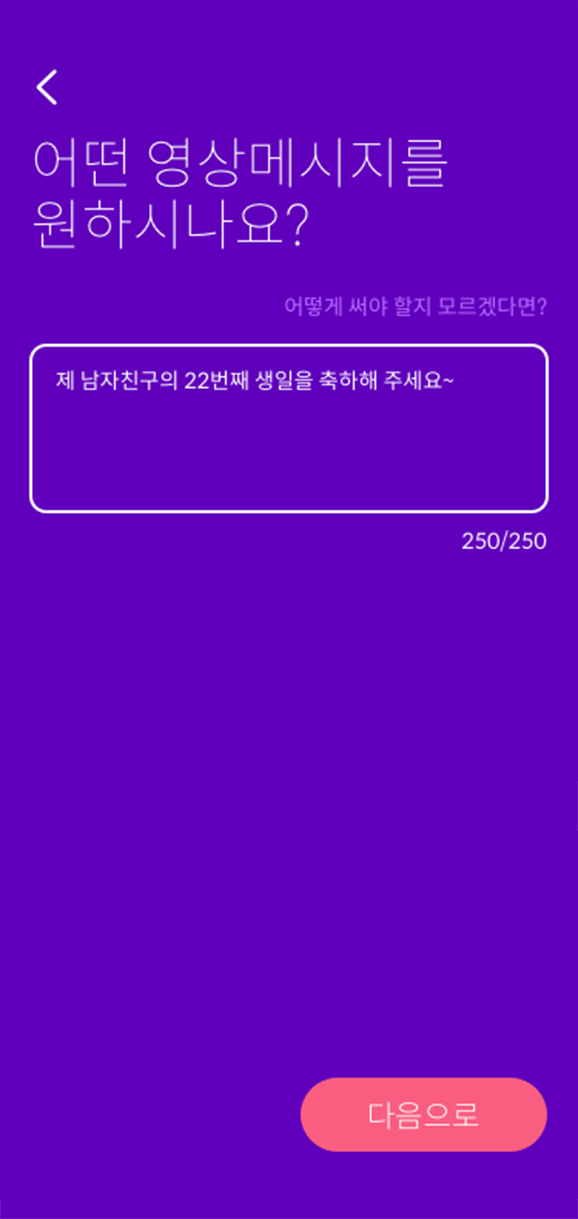 어떤 영상메시지를
원하시나요?
어떻게 써야 할지 모르겠다면?
제 남자친구의 22번째 생일을 축하해 주세요~
250/250
다음으로